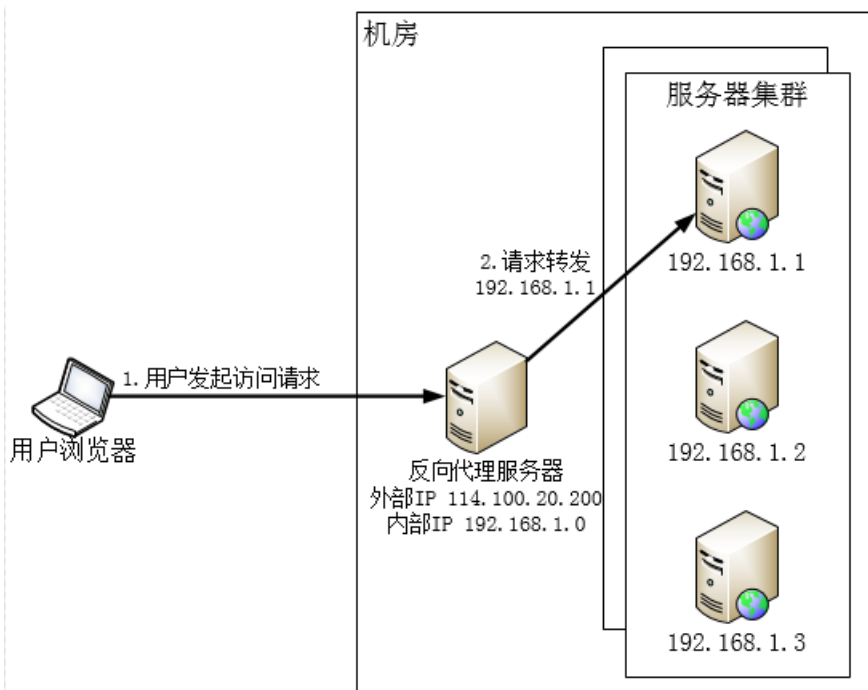 机房
服务器集群
192.168.1.1
2.请求转发
192.168.1.1
1.用户发起访问请求
用户浏览器
反向代理服务器
外部IP 114.100.20.200
内部IP 192.168.1.0
192.168.1.2
192.168.1.3